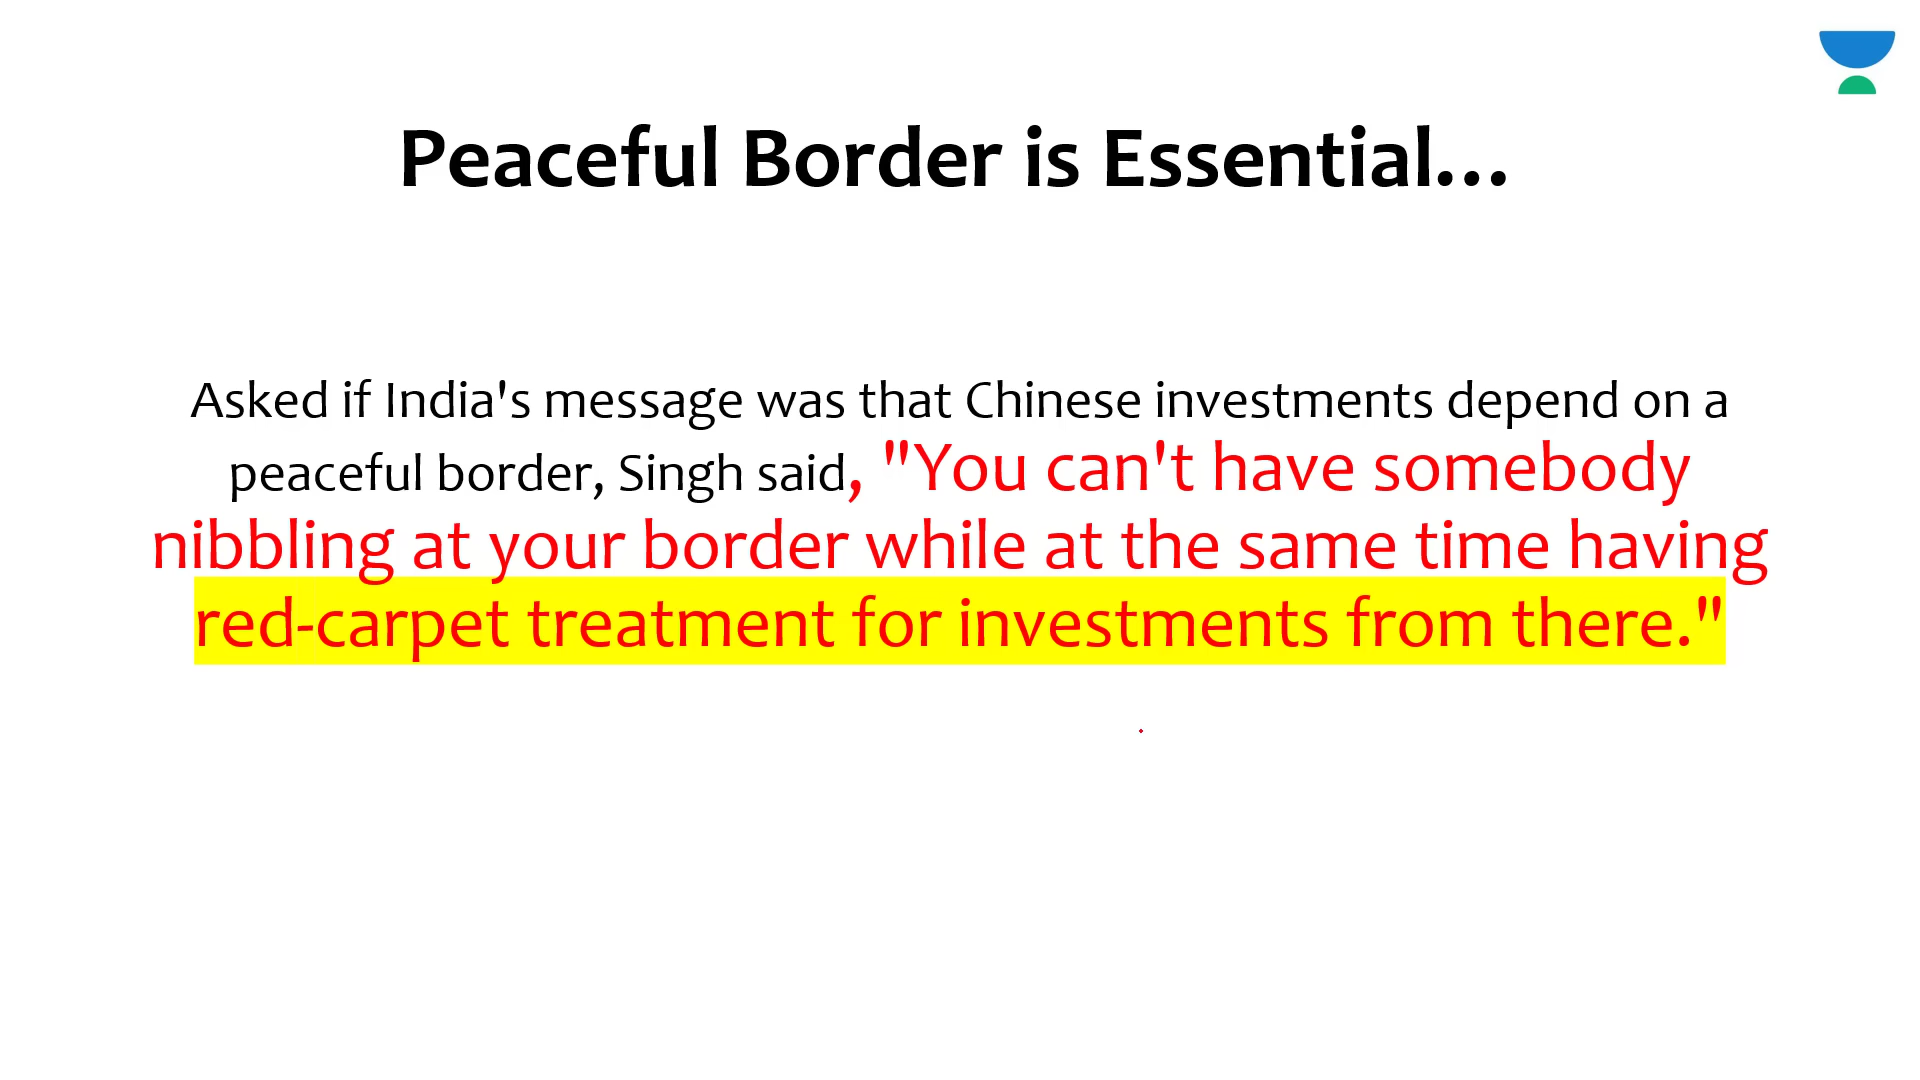 Peaceful Border is Essential...
Asked if India's message was that Chinese investments depend on a
peaceful border, Singh said, "You can't have somebody
nibbling at your border while at the same time having
red-carpet treatment for investments from there."